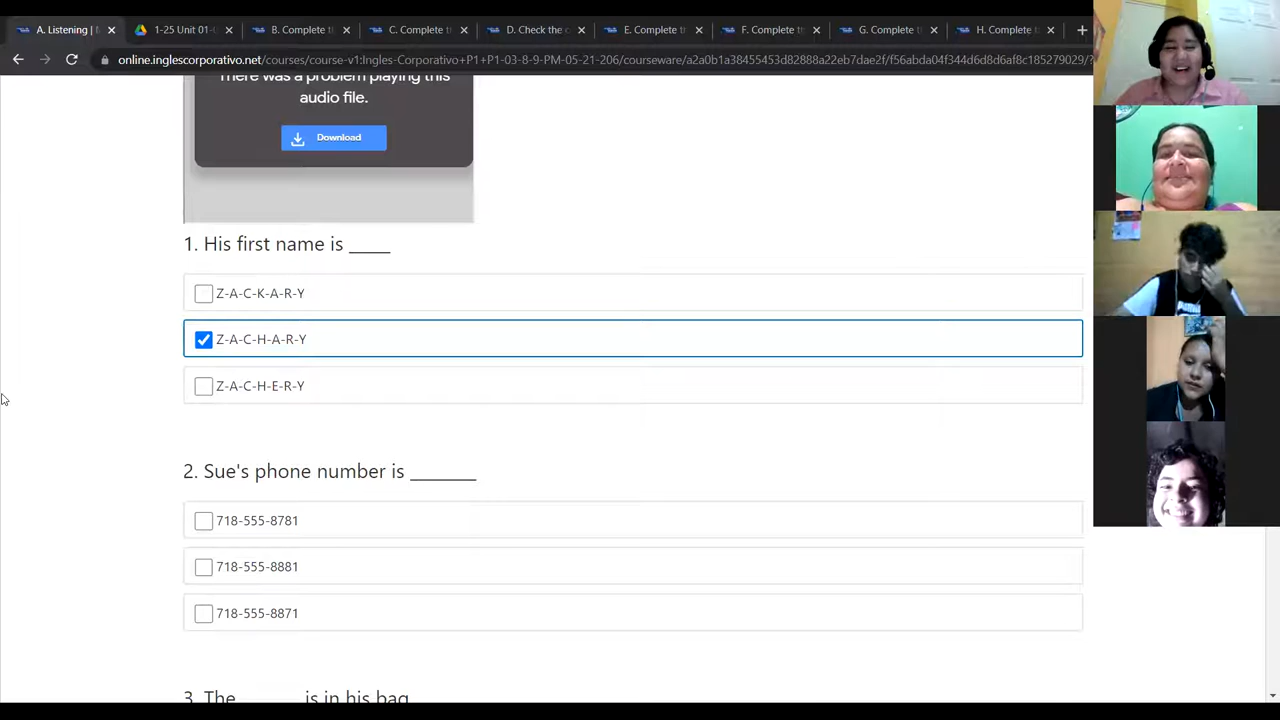 A. Listening | 
1-25 Unit 01-
B. Complete t
C. Complete t
D. Check the
E. Complete t
F. Complete t
G. Complete t
H. Complete t
online.inglescorporativo.net/courses/course-v1:Ingles-Corporativo+P1+P1-03-8-9-PM-05-21-206/courseware/a2a0b1a38455453d82888a22eb7dae2f/f56abda04f344d6d8d6af8c185279029/?
There was a problem playing this
audio file.
Download
1. His first name is _____
Z-A-C-K-A-R-Y
Z-A-C-H-A-R-Y
Z-A-C-H-E-R-Y
2. Sue's phone number is ________
718-555-8781
718-555-8881
718-555-8871
3. The ______ is in his bag